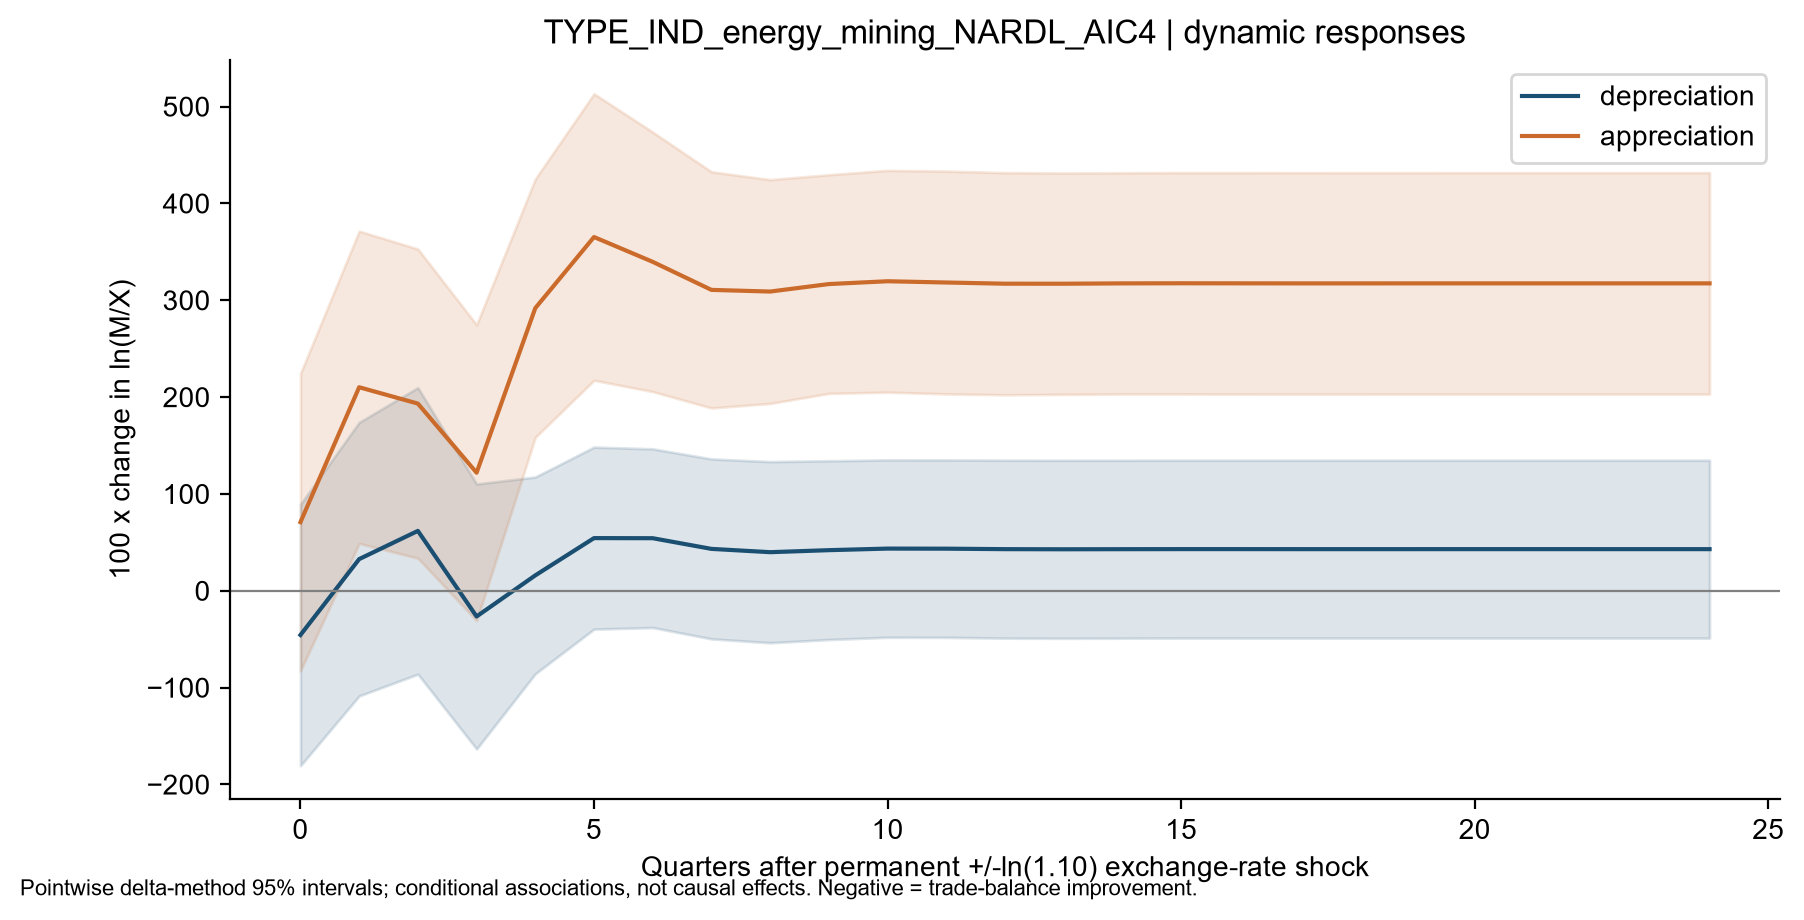 TYPE_IND_energy_mining_NARDL_AIC4 | dynamic responses
depreciation
appreciation
100 x change in ln(M/X)
500
400
300
200
100
0
−100
−200
0
5
10
15
20
25
Quarters after permanent +/-ln(1.10) exchange-rate shock
Pointwise delta-method 95% intervals; conditional associations, not causal effects. Negative = trade-balance improvement.